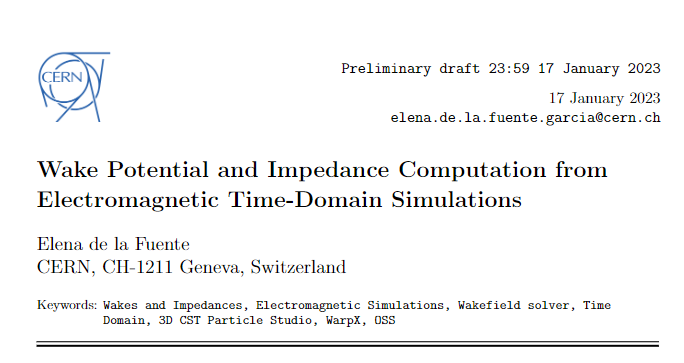 CERN
Preliminary draft 23:59 17 January 2023
17 January 2023
elena.de.la.fuente.garcia@cern.ch
Wake Potential and Impedance Computation from
Electromagnetic Time-Domain Simulations
Elena de la Fuente
CERN, CH-1211 Geneva, Switzerland
Keywords: Wakes and Impedances, Electromagnetic Simulations, Wakefield solver, Time
Domain, 3D CST Particle Studio, WarpX, OSS